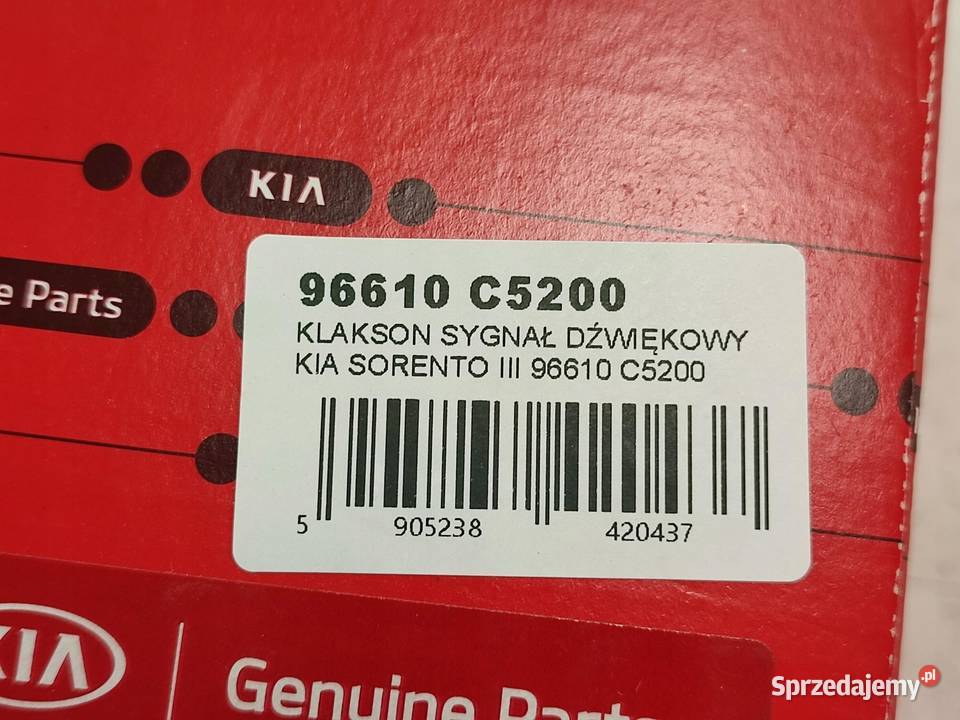 KIA
e Parts
96610 C5200
KLAKSON SYGNAŁ DŹWIĘKOWY
KIA SORENTO III 96610 C5200
5 905238 420437
KIA
Genuine Parts
Sprzedajemy.pl